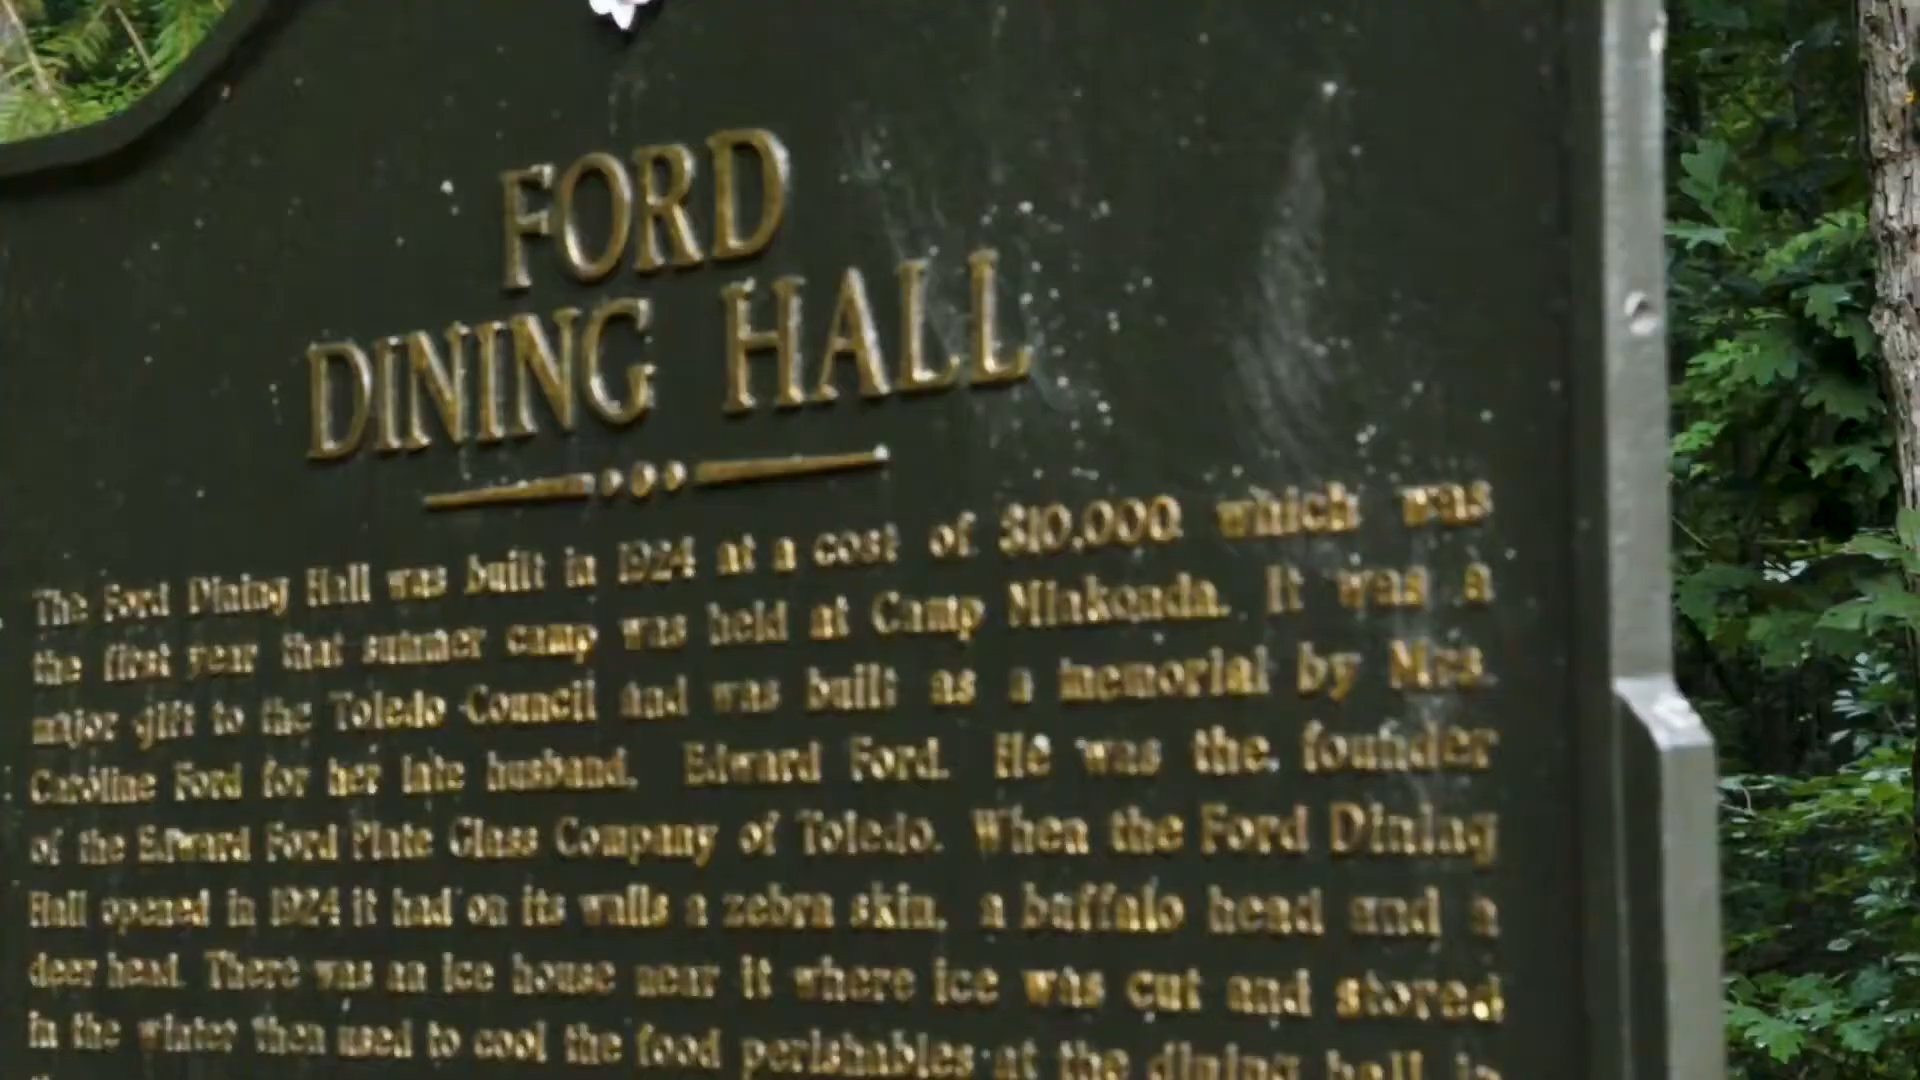 FORD
DINING HALL
The Ford Dining Hall was built in 1924 at a cost of $10,000 which was
the first year that summer camp was held at Camp Miakonda. It was a
major gift to the Toledo Council and was built as a memorial by Mrs.
Caroline Ford for her late husband, Edward Ford. He was the founder
of the Edward Ford Plate Glass Company of Toledo. When the Ford Dining
Hall opened in 1924 it had on its walls a zebra skin, a buffalo head and a
deer head. There was an ice house near it where ice was cut and stored
in the winter then used to cool the food perishables at the dining hall in